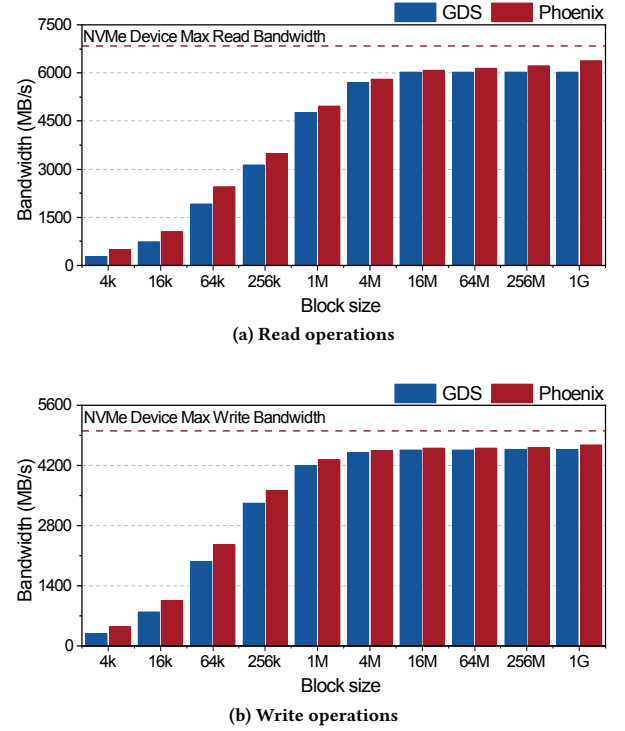 GDS Phoenix
7500
NVMe Device Max Read Bandwidth
6000
4500
3000
1500
0
Bandwidth (MB/s)
4k 16k 64k 256k 1M 4M 16M 64M 256M 1G
Block size
(a) Read operations
GDS Phoenix
5600
NVMe Device Max Write Bandwidth
4200
2800
1400
0
Bandwidth (MB/s)
4k 16k 64k 256k 1M 4M 16M 64M 256M 1G
Block size
(b) Write operations